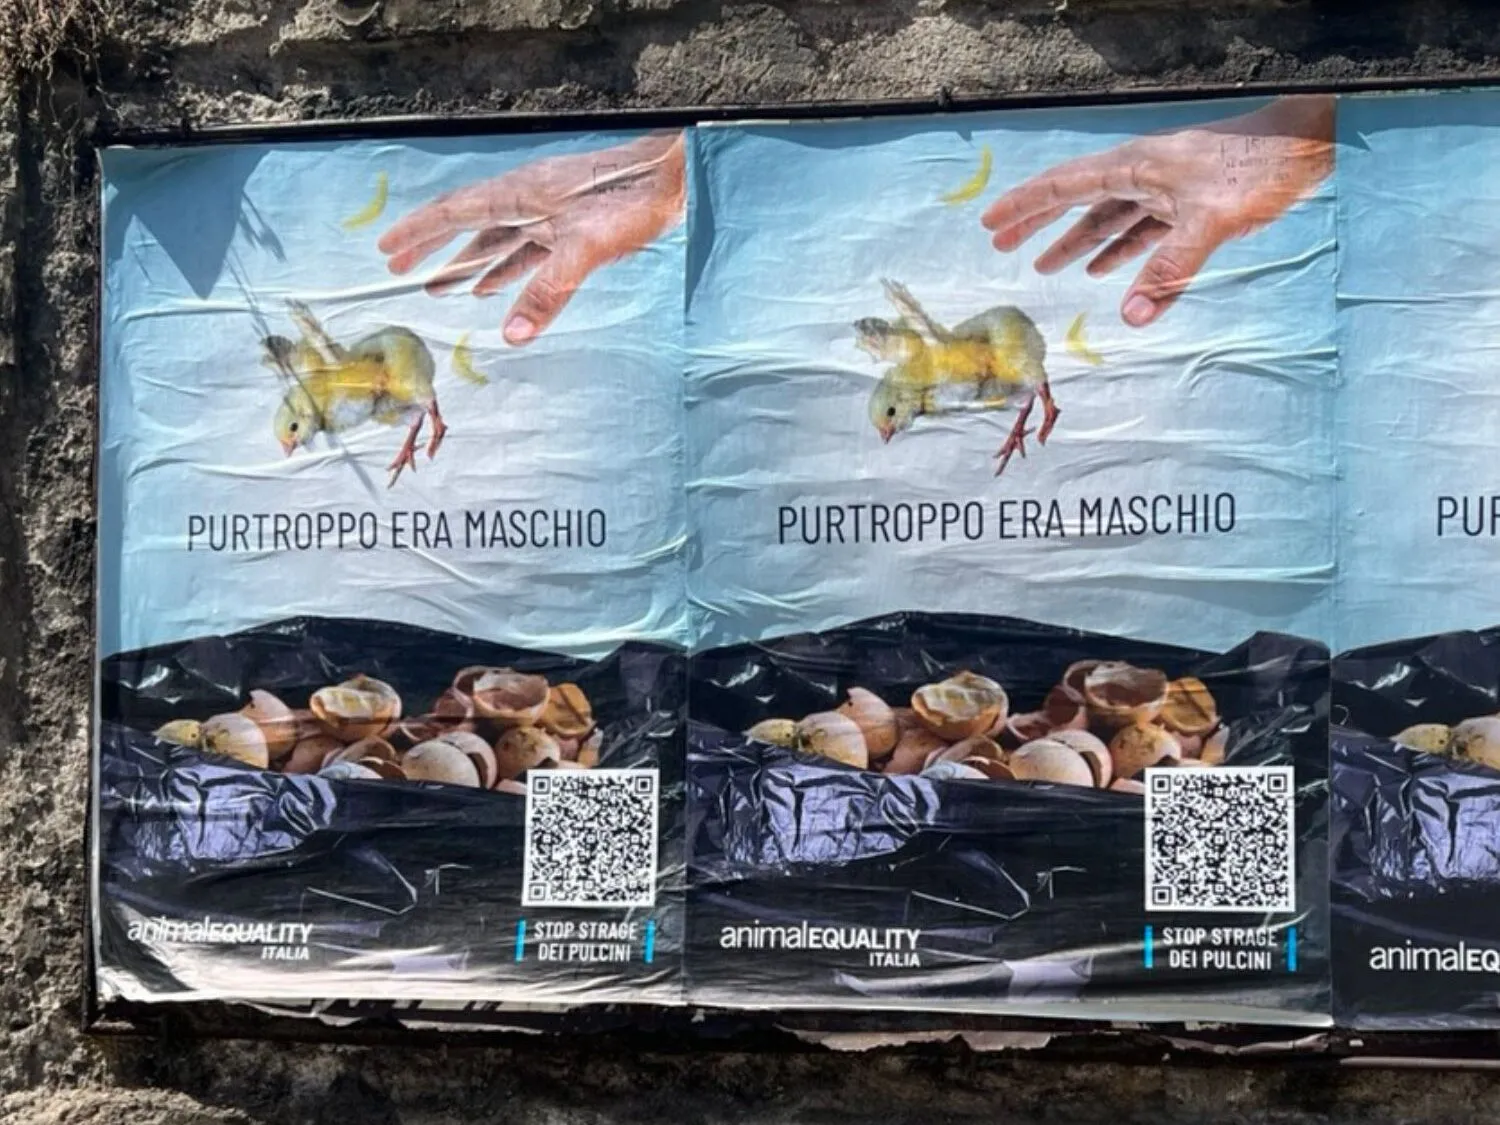 PURTROPPO ERA MASCHIO
animalEQUALITY
ITALIA
STOP STRAGE
DEI PULCINI
PURTROPPO ERA MASCHIO
animalEQUALITY
ITALIA
STOP STRAGE
DEI PULCINI
PUR
animalEQ